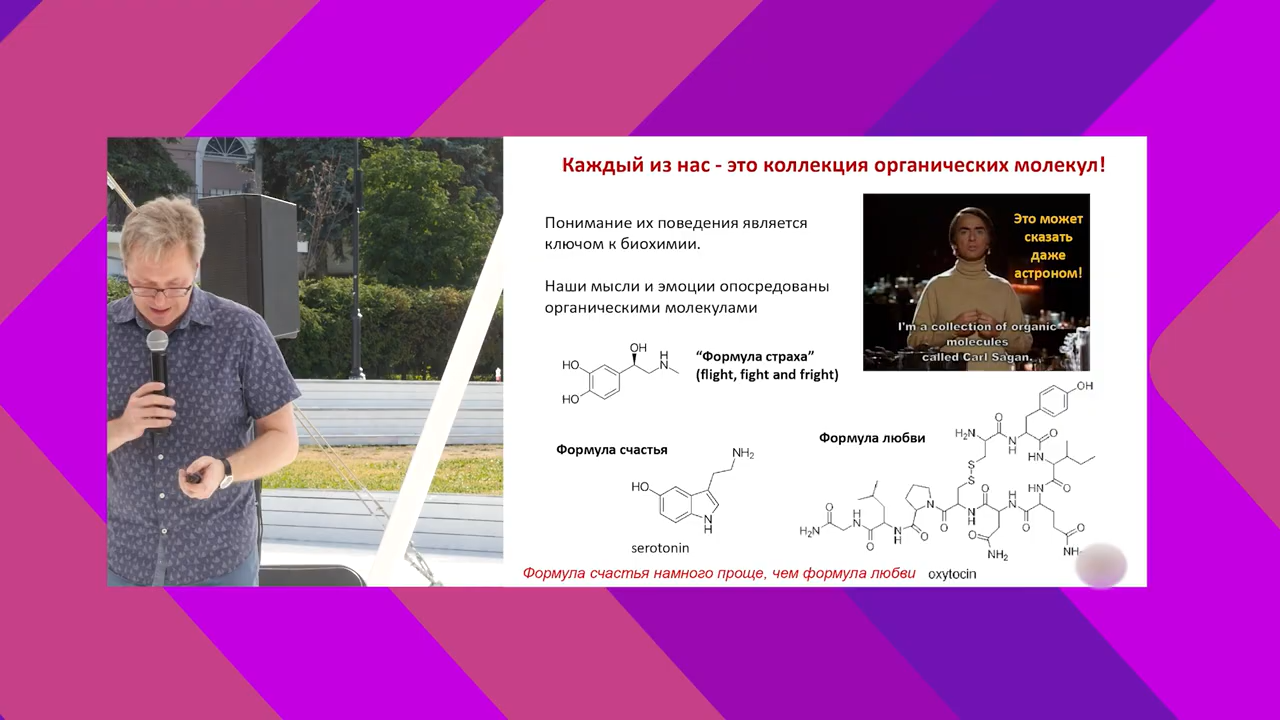 Каждый из нас - это коллекция органических молекул!
Понимание их поведения является
ключом к биохимии.
Наши мысли и эмоции опосредованы
органическими молекулами
Это может
сказать
даже
астроном!
I'm a collection of organic
molecules
called Carl Sagan.
OH
HO
HO
H
N
“Формула страха”
(flight, fight and fright)
Формула счастья
NH2
HO
N
H
serotonin
Формула любви
OH
O
H2N
N
H
O
HN
S
S
O
O
HN
H
N
O
O
NH
O
NH2
N
H
O
N
O
N
H
O
H
N
O
H2N
Формула счастья намного проще, чем формула любви
oxytocin